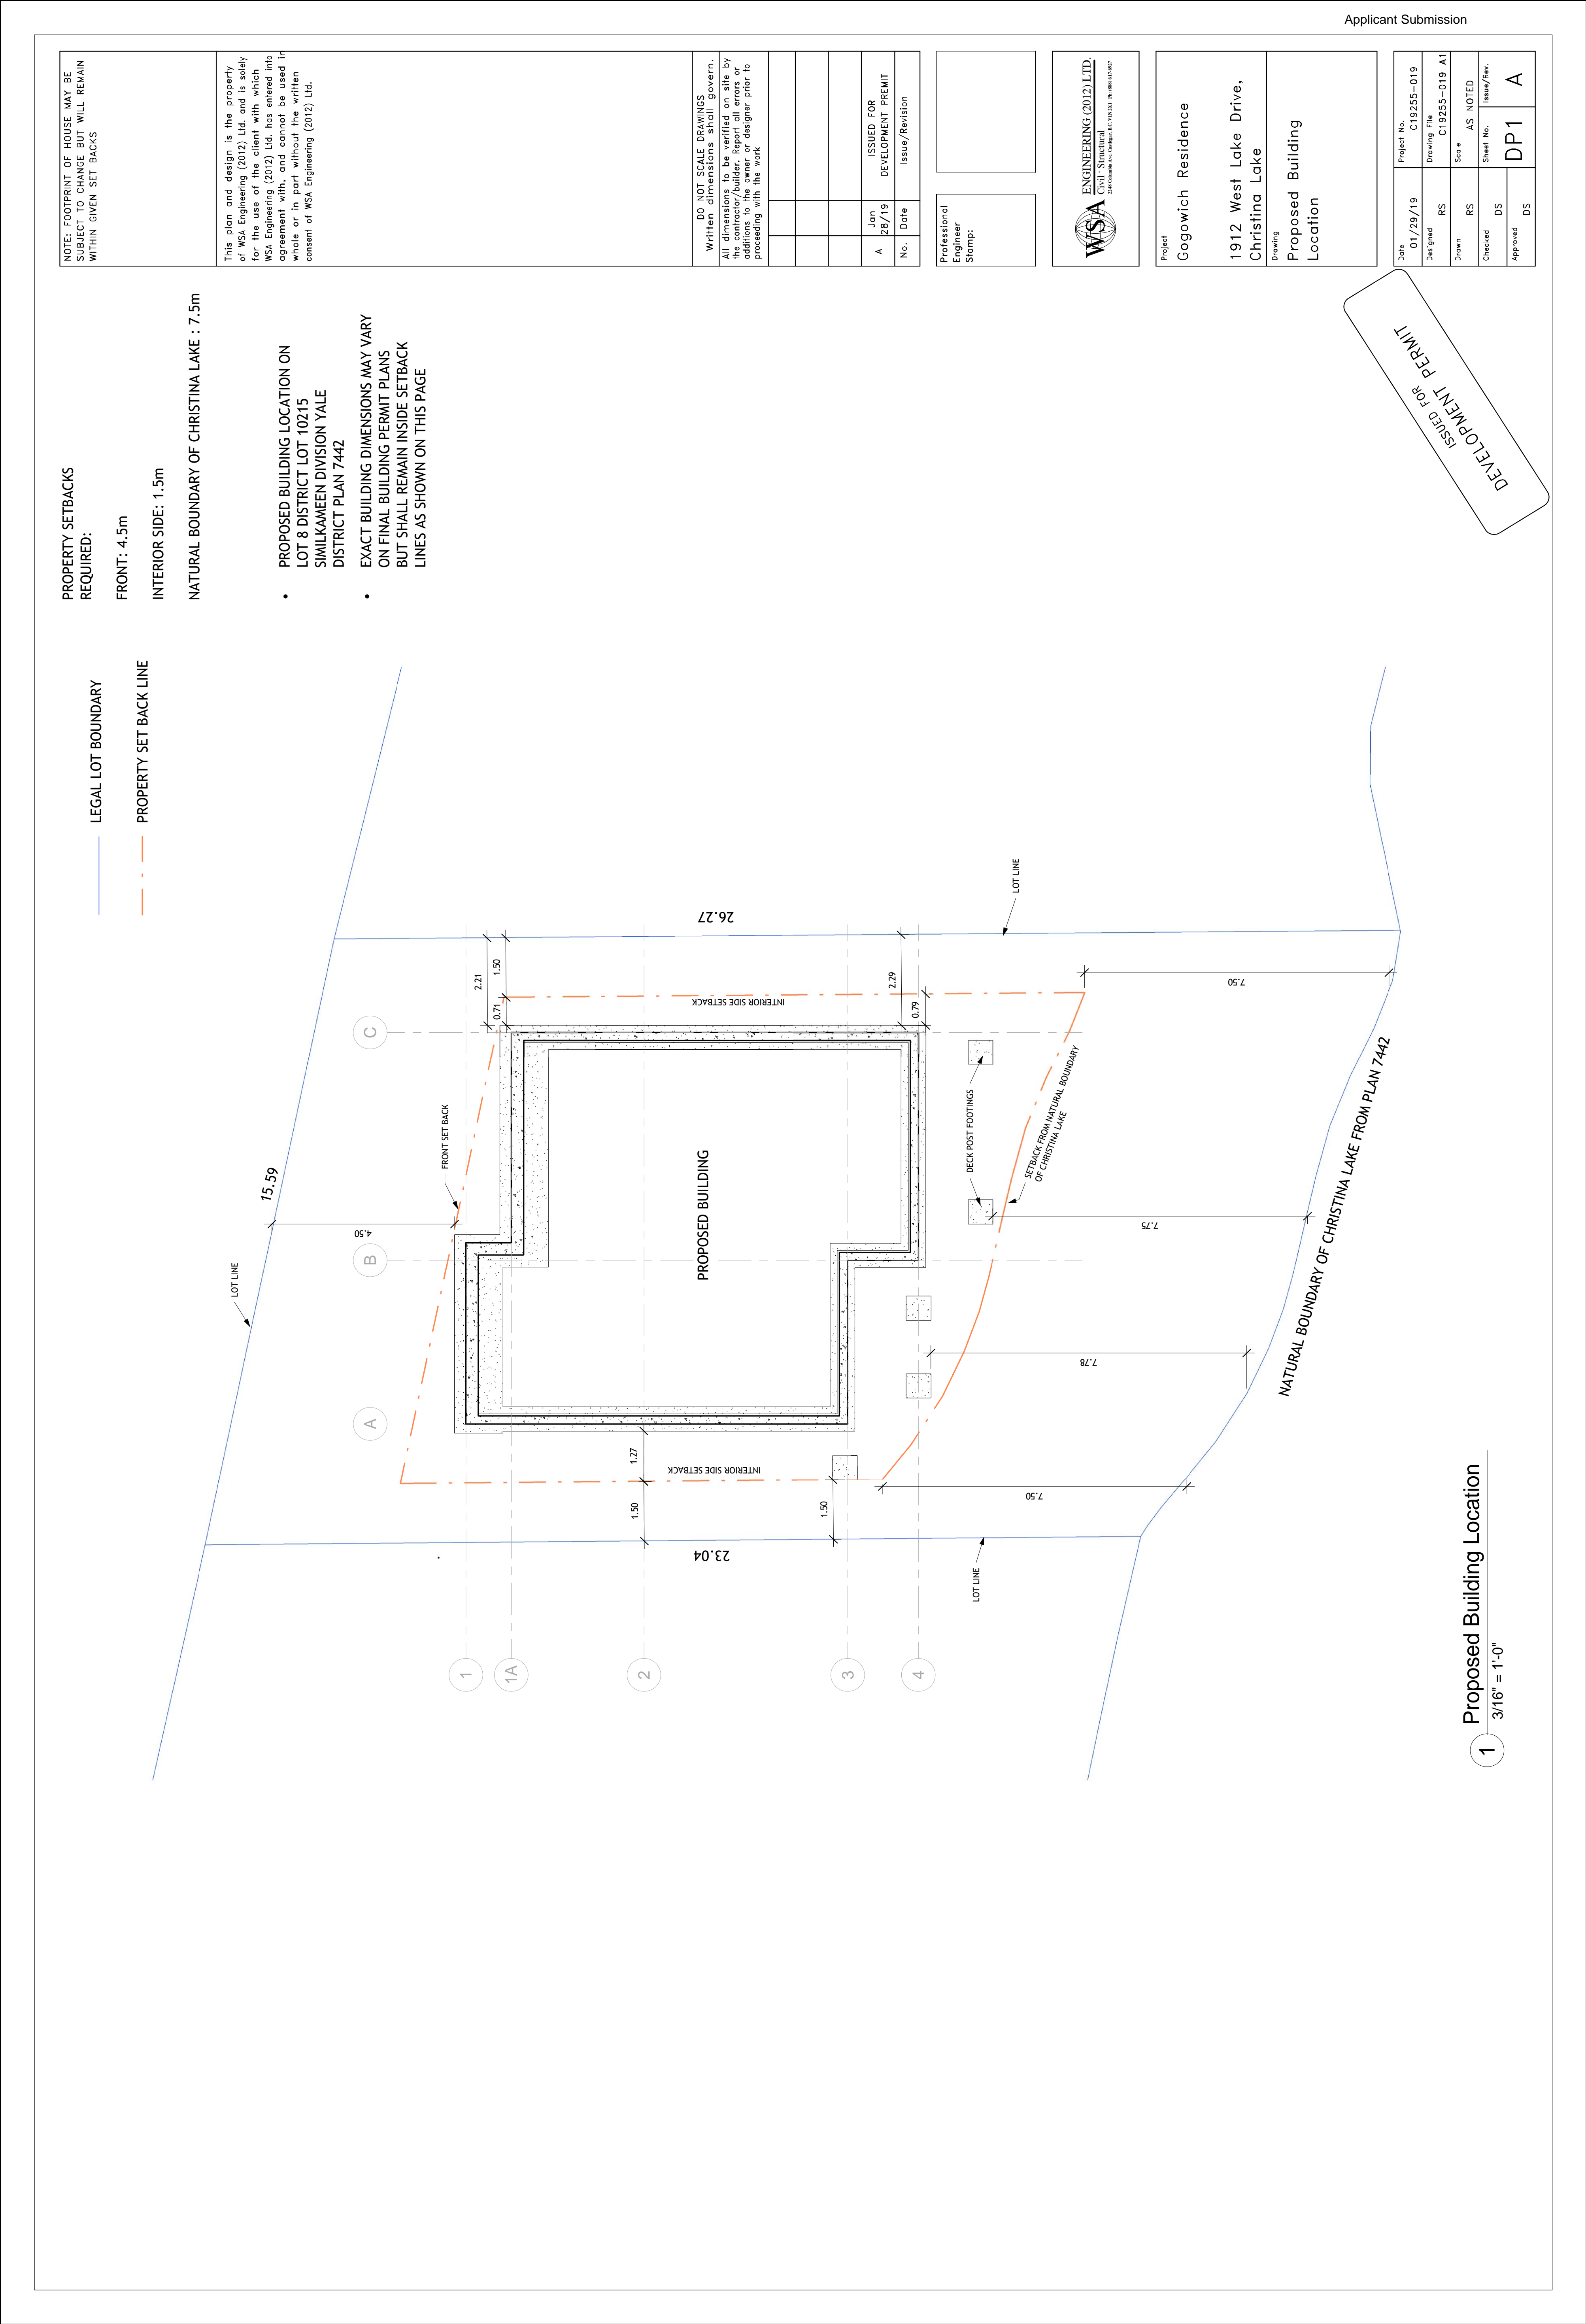 Applicant Submission
NOTE: FOOTPRINT OF HOUSE MAY BE
SUBJECT TO CHANGE BUT WILL REMAIN
WITHIN GIVEN SET BACKS
This plan and design is the property
of WSA Engineering (2012) Ltd. and is solely
for the use of the client with which
WSA Engineering (2012) Ltd. has entered into
agreement with, and cannot be used in
whole or in part without the written
consent of WSA Engineering (2012) Ltd.
DO NOT SCALE DRAWINGS
Written dimensions shall govern.
All dimensions to be verified on site by
the contractor/builder. Report all errors or
additions to the owner or designer prior to
proceeding with the work
A
Jan
28/19
ISSUED FOR
DEVELOPMENT PREMIT
No.
Date
Issue/Revision
Professional
Engineer
Stamp:
WSA
ENGINEERING (2012) LTD.
Civil · Structural
2248 Columbia Ave, Castlegar, B.C. V1N 2X1 Ph: (888) 617-6927
Project
Gogowich Residence
1912 West Lake Drive,
Christina Lake
Drawing
Proposed Building
Location
Date
01/29/19
Project No.
C19255-019
Designed
RS
Drawing File
C19255-019 A1
Drawn
RS
Scale
AS NOTED
Checked
DS
Sheet No.
DP1
Issue/Rev.
A
Approved
DS
PROPERTY SETBACKS
REQUIRED:
FRONT: 4.5m
INTERIOR SIDE: 1.5m
NATURAL BOUNDARY OF CHRISTINA LAKE : 7.5m
• PROPOSED BUILDING LOCATION ON
LOT 8 DISTRICT LOT 10215
SIMILKAMEEN DIVISION YALE
DISTRICT PLAN 7442
• EXACT BUILDING DIMENSIONS MAY VARY
ON FINAL BUILDING PERMIT PLANS
BUT SHALL REMAIN INSIDE SETBACK
LINES AS SHOWN ON THIS PAGE
ISSUED FOR
DEVELOPMENT PERMIT
LEGAL LOT BOUNDARY
PROPERTY SET BACK LINE
LOT LINE
15.59
4.50
FRONT SET BACK
A
B
C
2.21
1.50
0.71
26.27
INTERIOR SIDE SETBACK
2.29
0.79
LOT LINE
7.50
PROPOSED BUILDING
DECK POST FOOTINGS
SETBACK FROM NATURAL BOUNDARY
OF CHRISTINA LAKE
7.75
7.78
NATURAL BOUNDARY OF CHRISTINA LAKE FROM PLAN 7442
1.27
INTERIOR SIDE SETBACK
1.50
1.50
7.50
23.04
LOT LINE
1
1A
2
3
4
1
Proposed Building Location
3/16" = 1'-0"